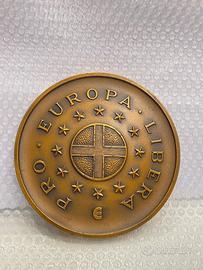 PRO · EUROPA · LIBERA
Є